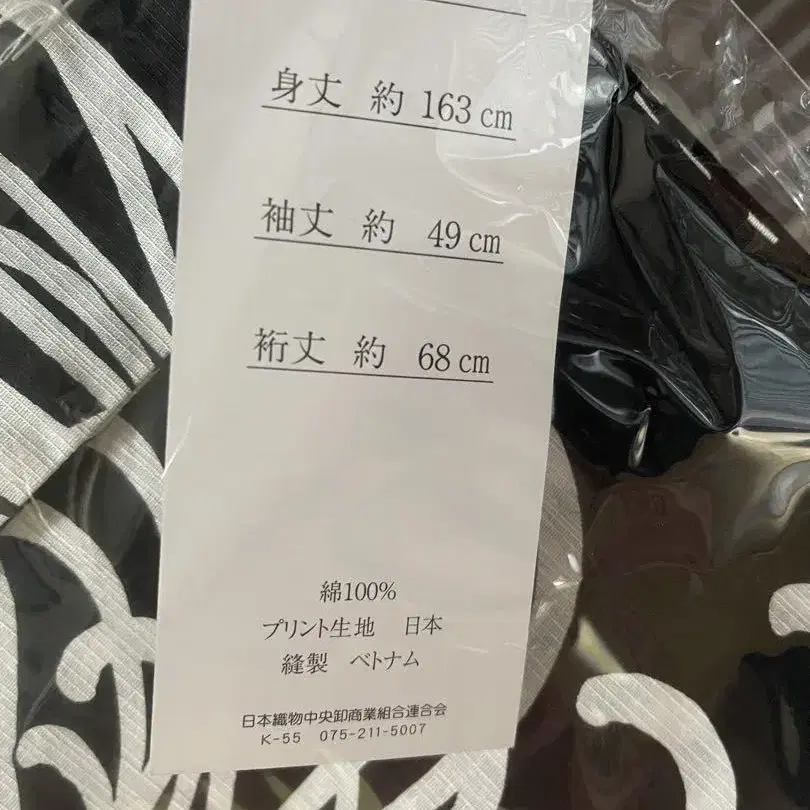 身丈 約 163 cm
袖丈 約 49 cm
裄丈 約 68 cm
綿100%
プリント生地 日本
縫製 ベトナム
日本織物中央卸商業組合連合会
K-55 075-211-5007